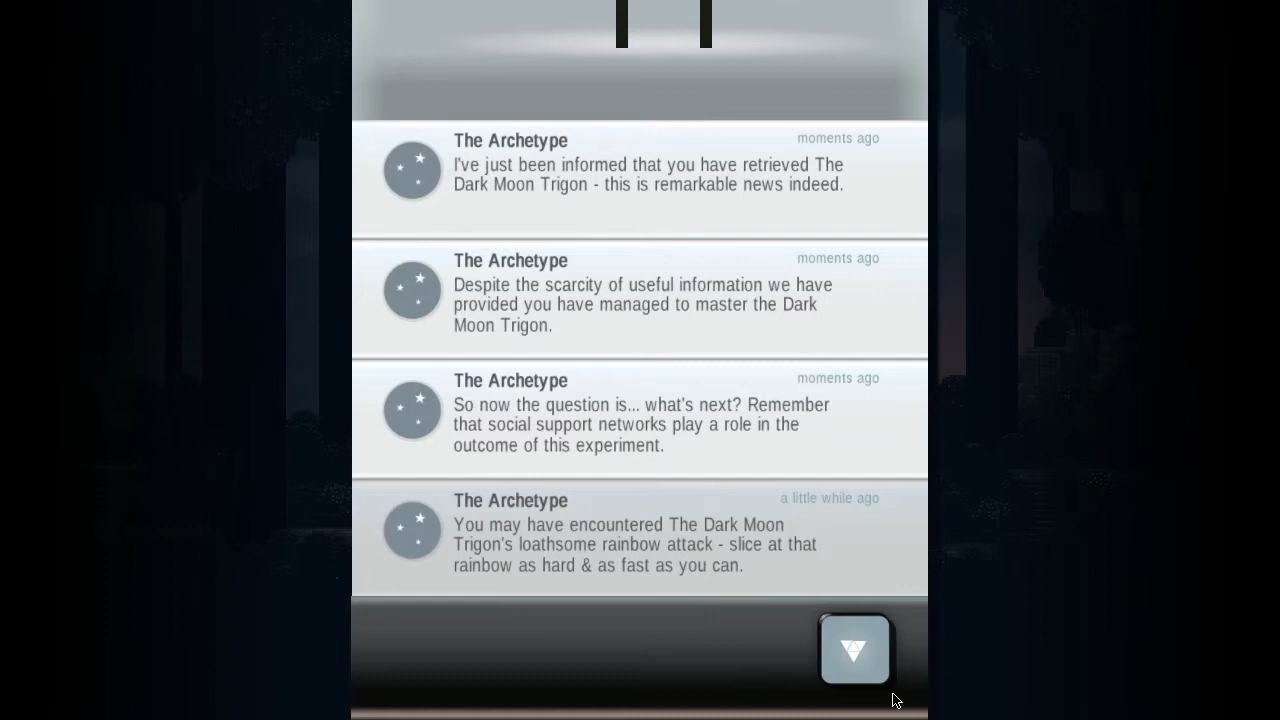 The Archetype
moments ago
I've just been informed that you have retrieved The
Dark Moon Trigon - this is remarkable news indeed.
The Archetype
moments ago
Despite the scarcity of useful information we have
provided you have managed to master the Dark
Moon Trigon.
The Archetype
moments ago
So now the question is... what's next? Remember
that social support networks play a role in the
outcome of this experiment.
The Archetype
a little while ago
You may have encountered The Dark Moon
Trigon's loathsome rainbow attack - slice at that
rainbow as hard & as fast as you can.